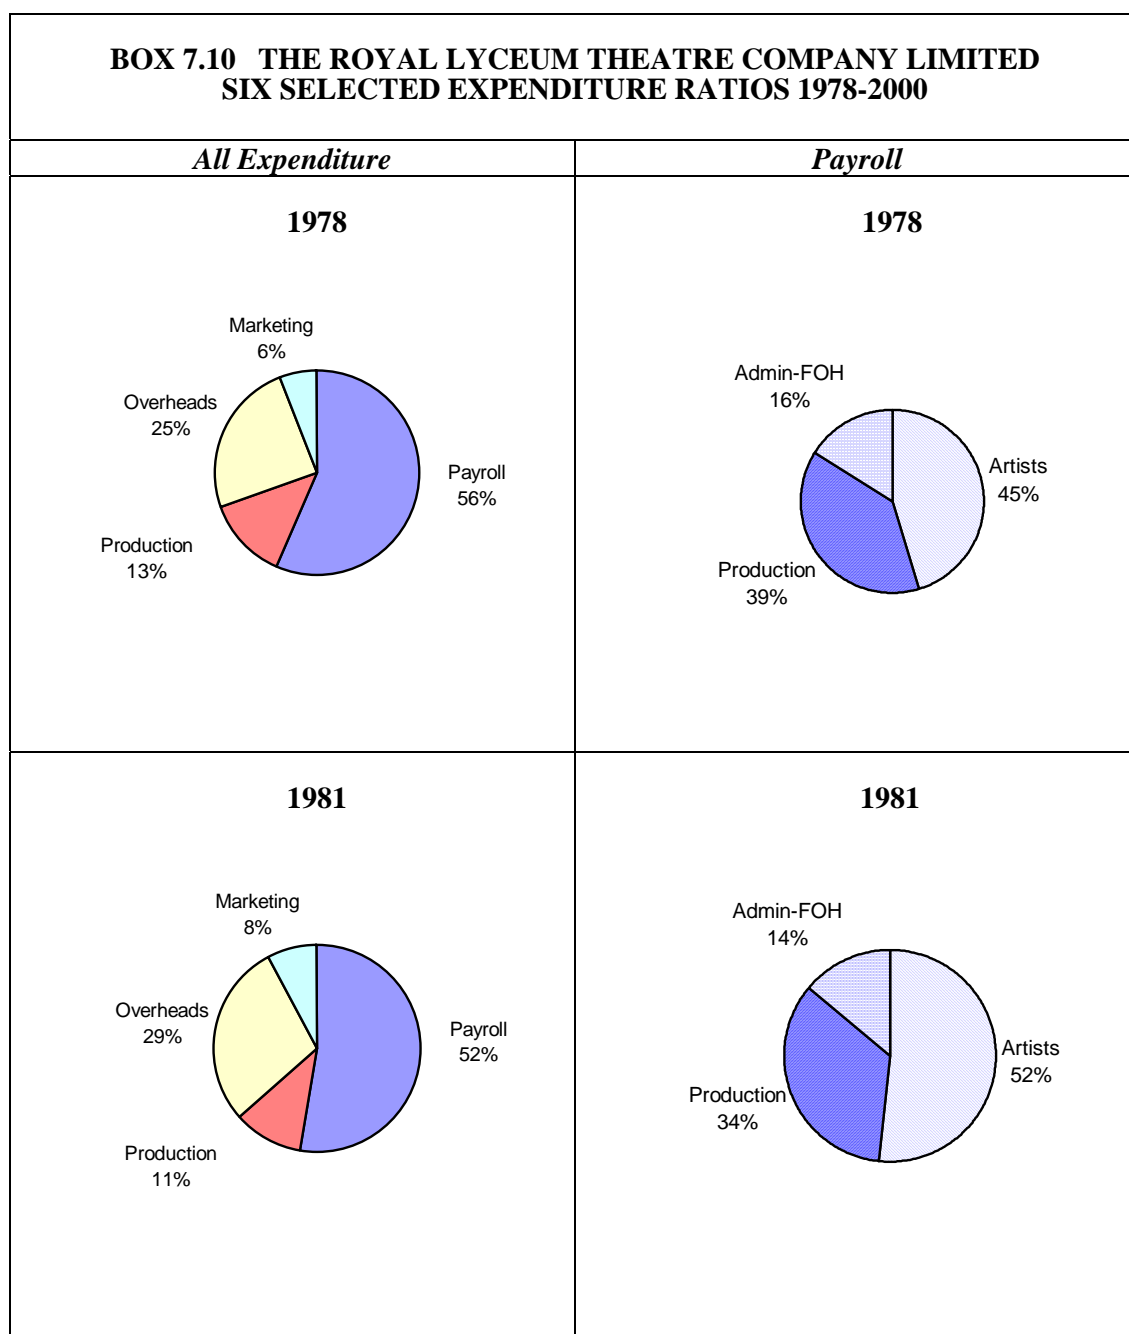 BOX 7.10 THE ROYAL LYCEUM THEATRE COMPANY LIMITED
SIX SELECTED EXPENDITURE RATIOS 1978-2000
All Expenditure
Payroll
1978
Marketing
6%
Overheads
25%
Payroll
56%
Production
13%
1978
Admin-FOH
16%
Artists
45%
Production
39%
1981
Marketing
8%
Overheads
29%
Payroll
52%
Production
11%
1981
Admin-FOH
14%
Artists
52%
Production
34%